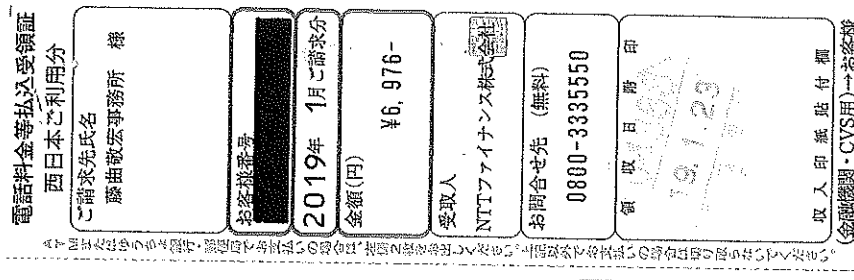 電話料金等払込受領証
西日本ご利用分
ご請求先氏名
藤曲敬宏事務所 様
お客様番号
2019年 1月ご請求分
金額(円)
¥6,976-
受取人
NTTファイナンス株式会社
お問合せ先 (無料)
0800-3335550
領収日附印
19.1.23
収入印紙貼付欄
(金融機関・CVS用)→お客様